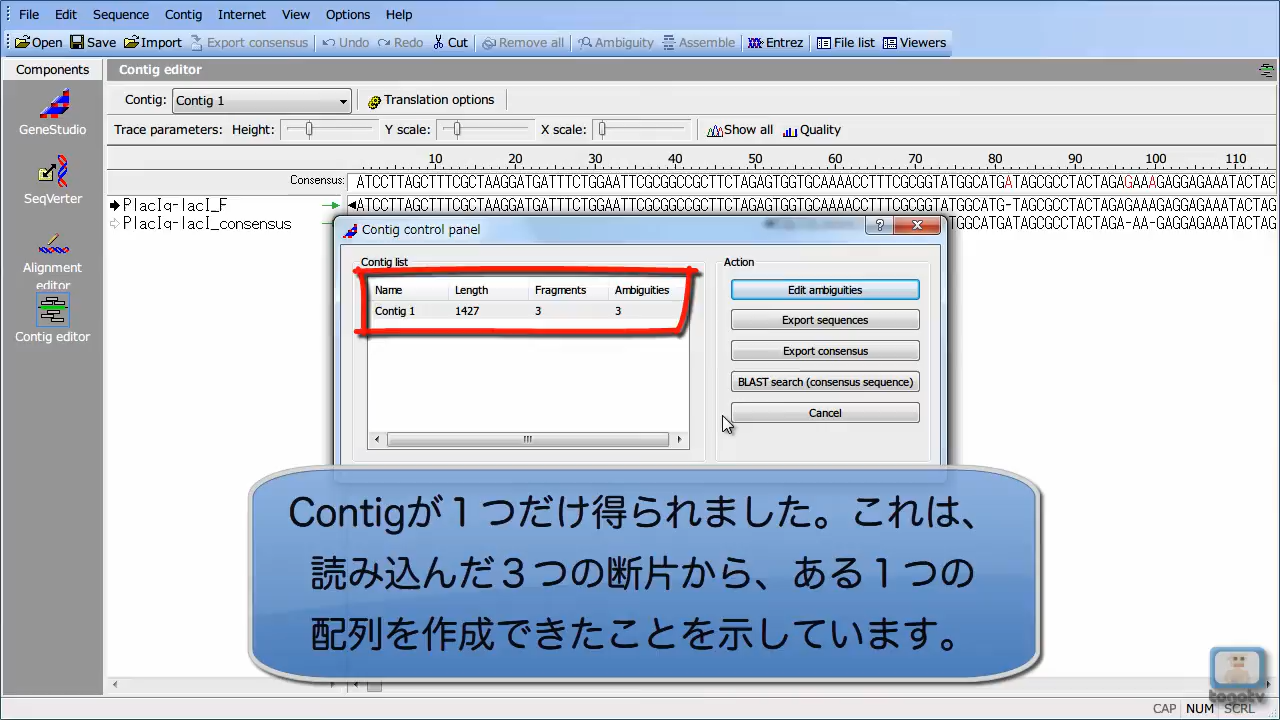 File Edit Sequence Contig Internet View Options Help
Open Save Import Export consensus Undo Redo Cut Remove all Ambiguity Assemble Entrez File list Viewers
Components Contig editor
Contig: Contig 1 Translation options
GeneStudio
Trace parameters: Height: Y scale: X scale: Show all Quality
10 20 30 40 50 60 70 80 90 100 110
Consensus: ATCCTTAGCTTTCGCTAAGGATGATTTCTGGAATTCGCGGCCGCTTCTAGAGTGGTGCAAAACCTTTCGCGGTATGGCATGATAGCGCCTACTAGAGAAAGAGGAGAAATACTAG
PlacIq-lacI_F
PlacIq-lacI_consensus
SeqVerter
Alignment
editor
Contig editor
Contig control panel
Contig list
Name Length Fragments Ambiguities
Contig 1 1427 3 3
Action
Edit ambiguities
Export sequences
Export consensus
BLAST search (consensus sequence)
Cancel
Contigが１つだけ得られました。これは、
読み込んだ３つの断片から、ある１つの
配列を作成できたことを示しています。
togotv
CAP NUM SCRL